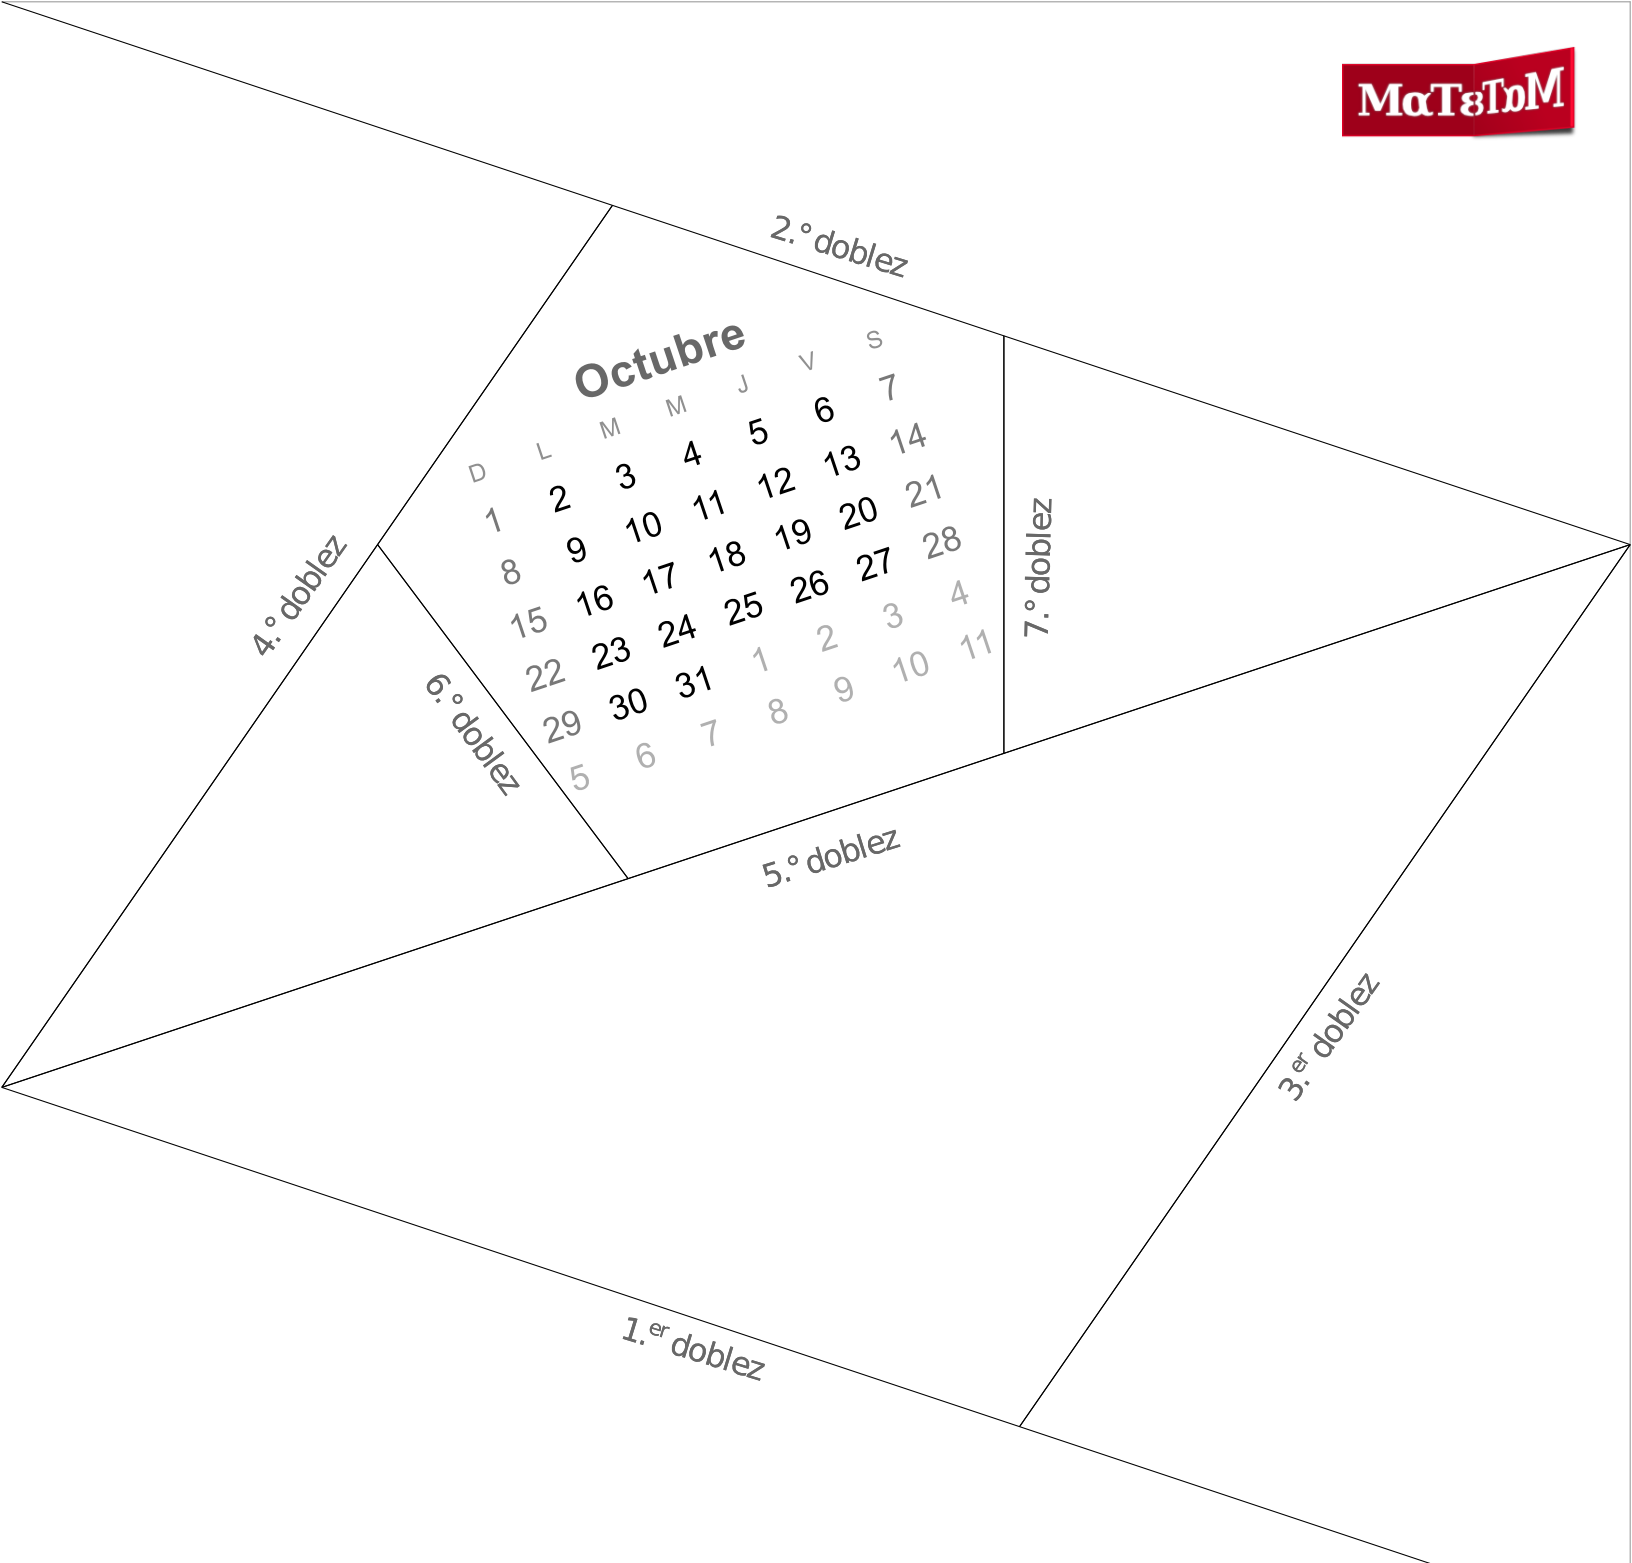 MαTεTαM
2.° doblez
Octubre
D L M M J V S
1 2 3 4 5 6 7
8 9 10 11 12 13 14
15 16 17 18 19 20 21
22 23 24 25 26 27 28
29 30 31 1 2 3 4
5 6 7 8 9 10 11
4.° doblez
7.° doblez
6.° doblez
5.° doblez
3.er doblez
1.er doblez